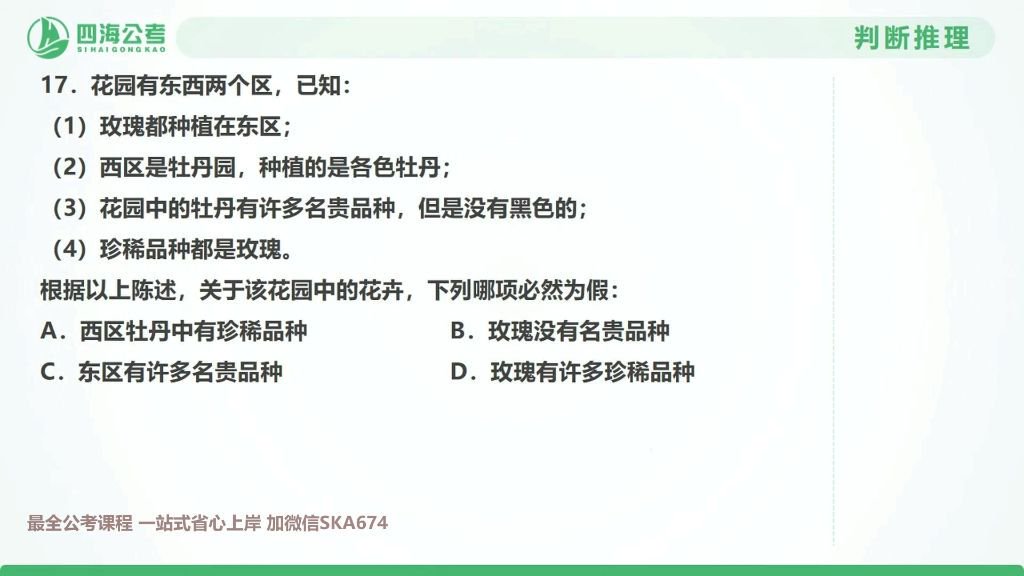 四海公考
SIHAIGONGKAO
判断推理
17. 花园有东西两个区，已知：
（1）玫瑰都种植在东区；
（2）西区是牡丹园，种植的是各色牡丹；
（3）花园中的牡丹有许多名贵品种，但是没有黑色的；
（4）珍稀品种都是玫瑰。
根据以上陈述，关于该花园中的花卉，下列哪项必然为假：
A. 西区牡丹中有珍稀品种 B. 玫瑰没有名贵品种
C. 东区有许多名贵品种 D. 玫瑰有许多珍稀品种
最全公考课程 一站式省心上岸 加微信SKA674